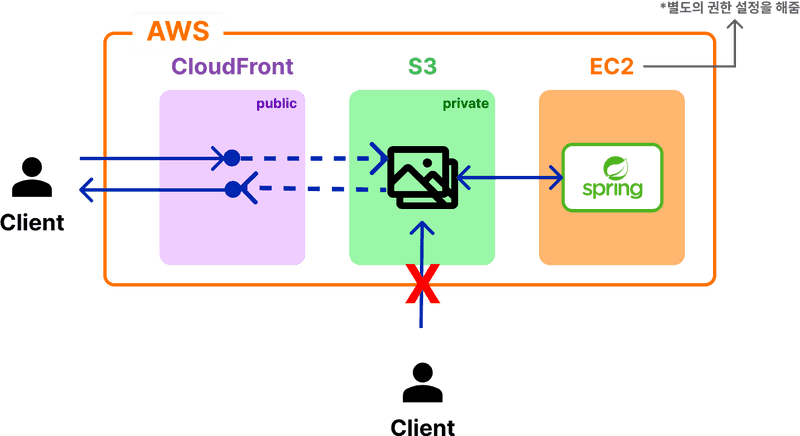 *별도의 권한 설정을 해줌
AWS
CloudFront
S3
EC2
public
private
spring
Client
X
Client